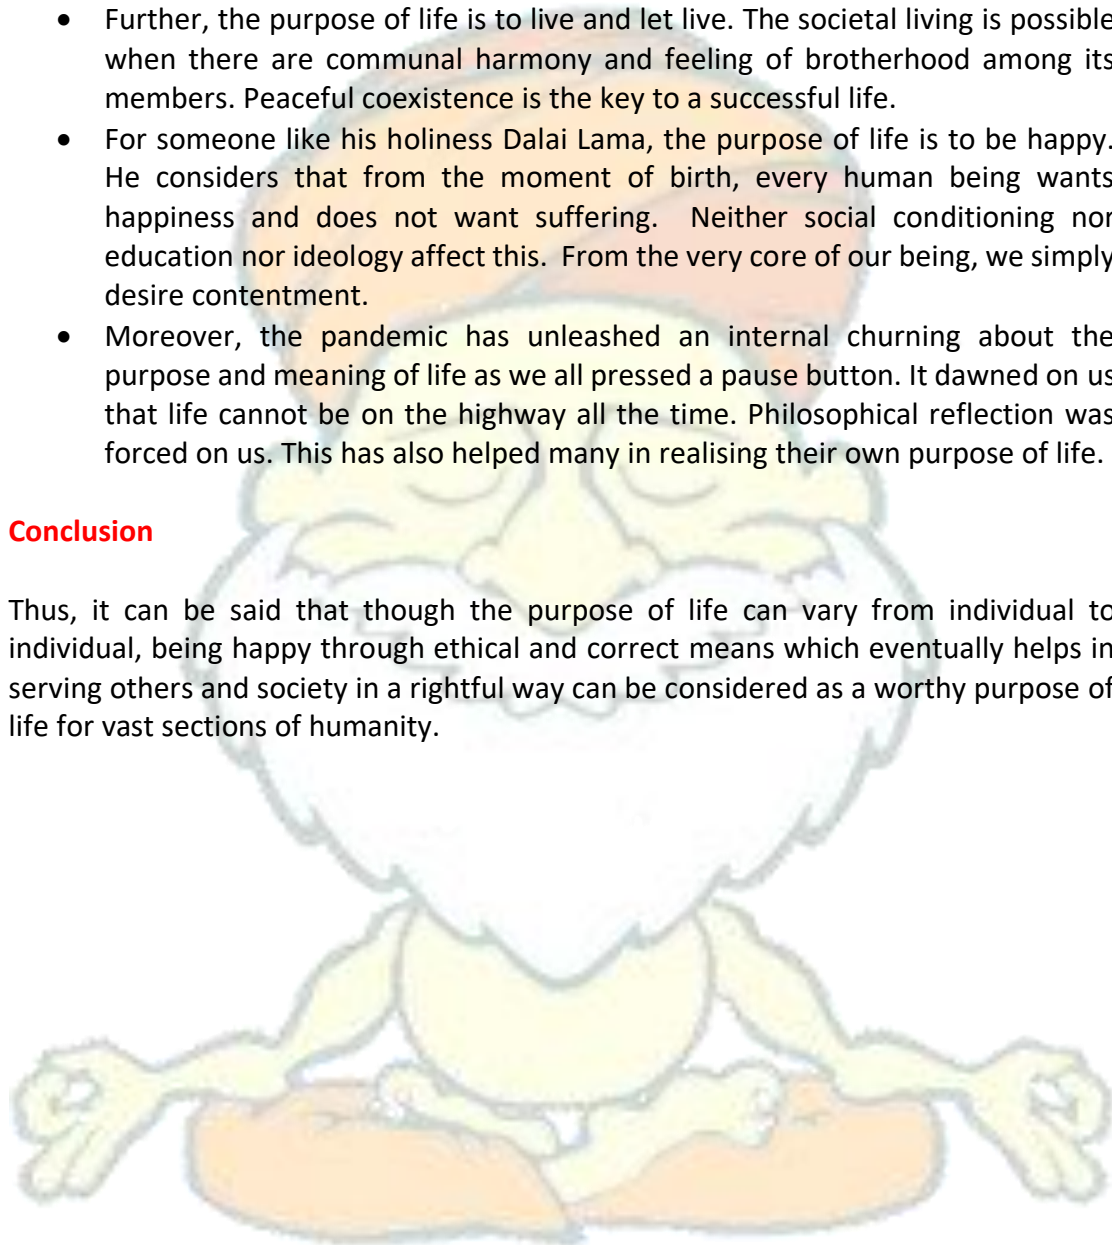 • Further, the purpose of life is to live and let live. The societal living is possible
when there are communal harmony and feeling of brotherhood among its
members. Peaceful coexistence is the key to a successful life.
• For someone like his holiness Dalai Lama, the purpose of life is to be happy.
He considers that from the moment of birth, every human being wants
happiness and does not want suffering. Neither social conditioning nor
education nor ideology affect this. From the very core of our being, we simply
desire contentment.
• Moreover, the pandemic has unleashed an internal churning about the
purpose and meaning of life as we all pressed a pause button. It dawned on us
that life cannot be on the highway all the time. Philosophical reflection was
forced on us. This has also helped many in realising their own purpose of life.
Conclusion
Thus, it can be said that though the purpose of life can vary from individual to
individual, being happy through ethical and correct means which eventually helps in
serving others and society in a rightful way can be considered as a worthy purpose of
life for vast sections of humanity.